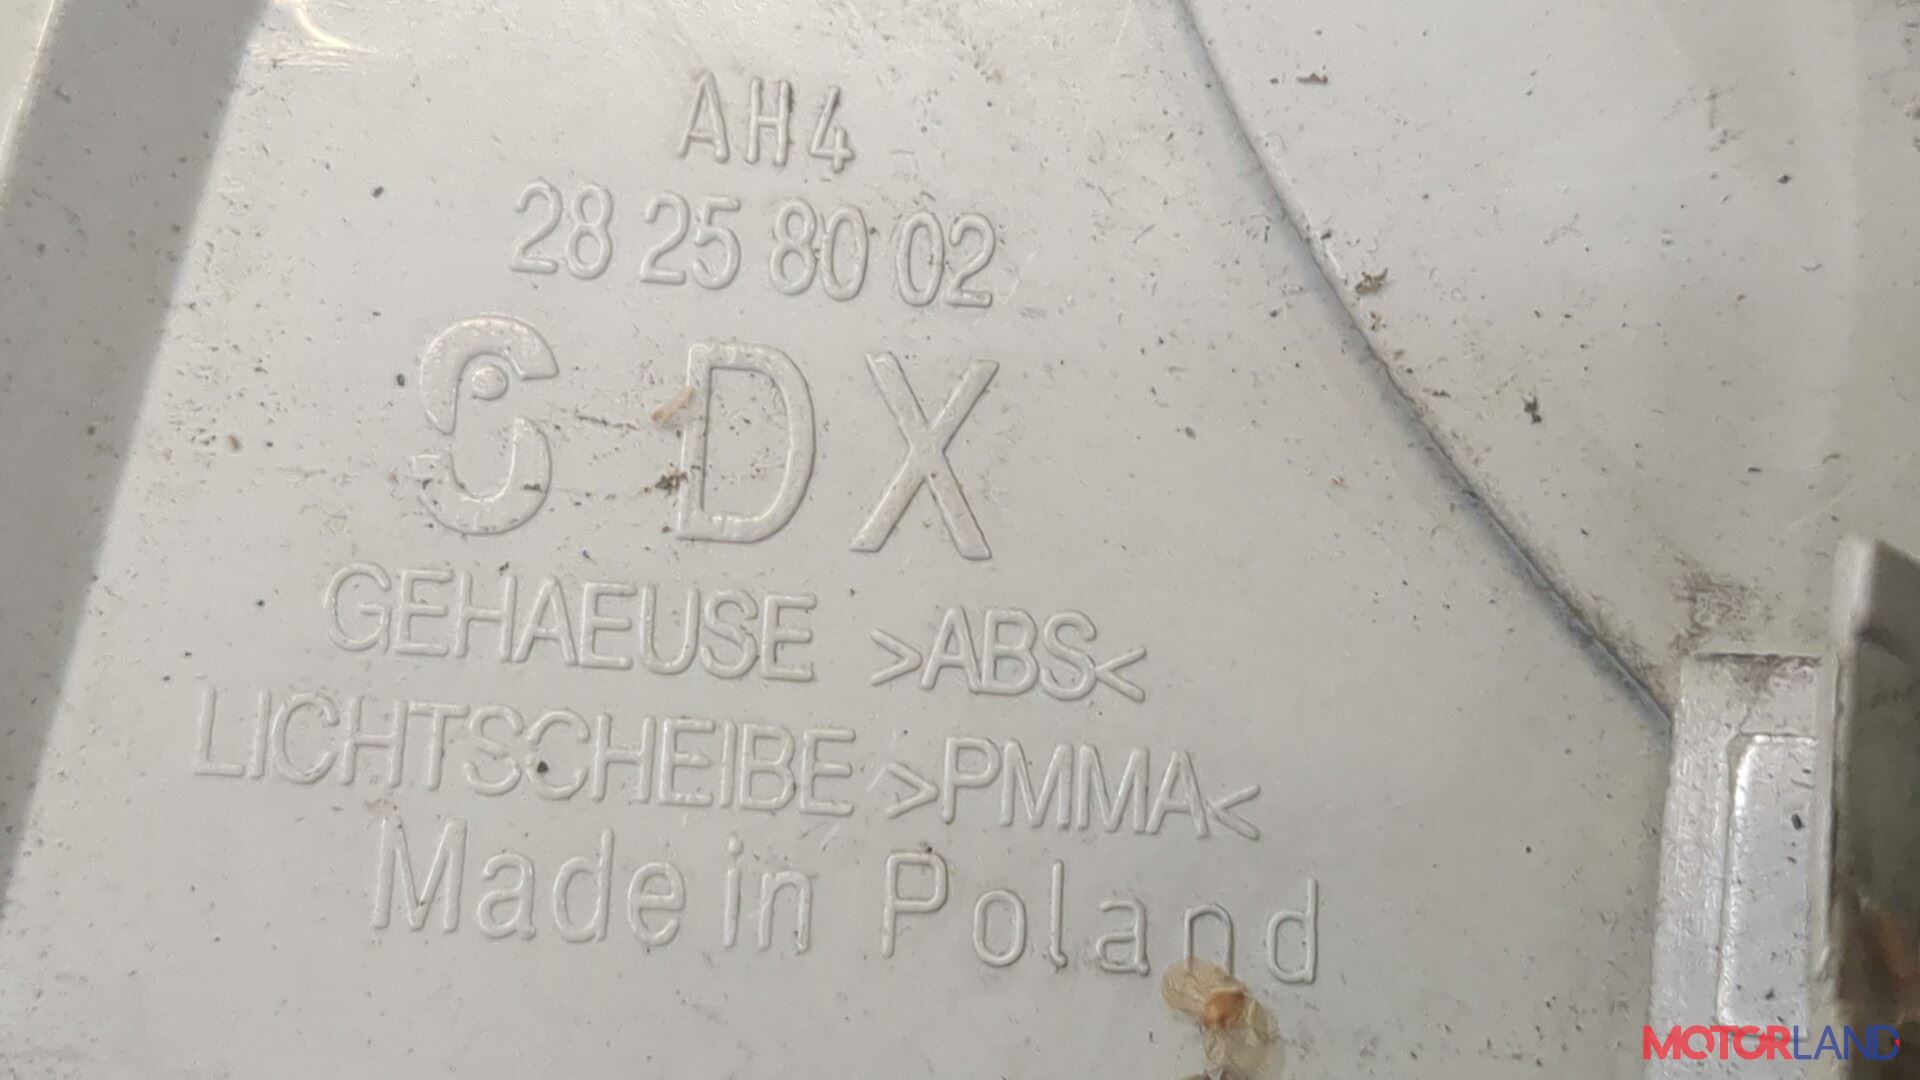 AH4
28 25 80 02
S DX
GEHAEUSE >ABS<
LICHTSCHEIBE >PMMA<
Made in Poland
MOTORLAND